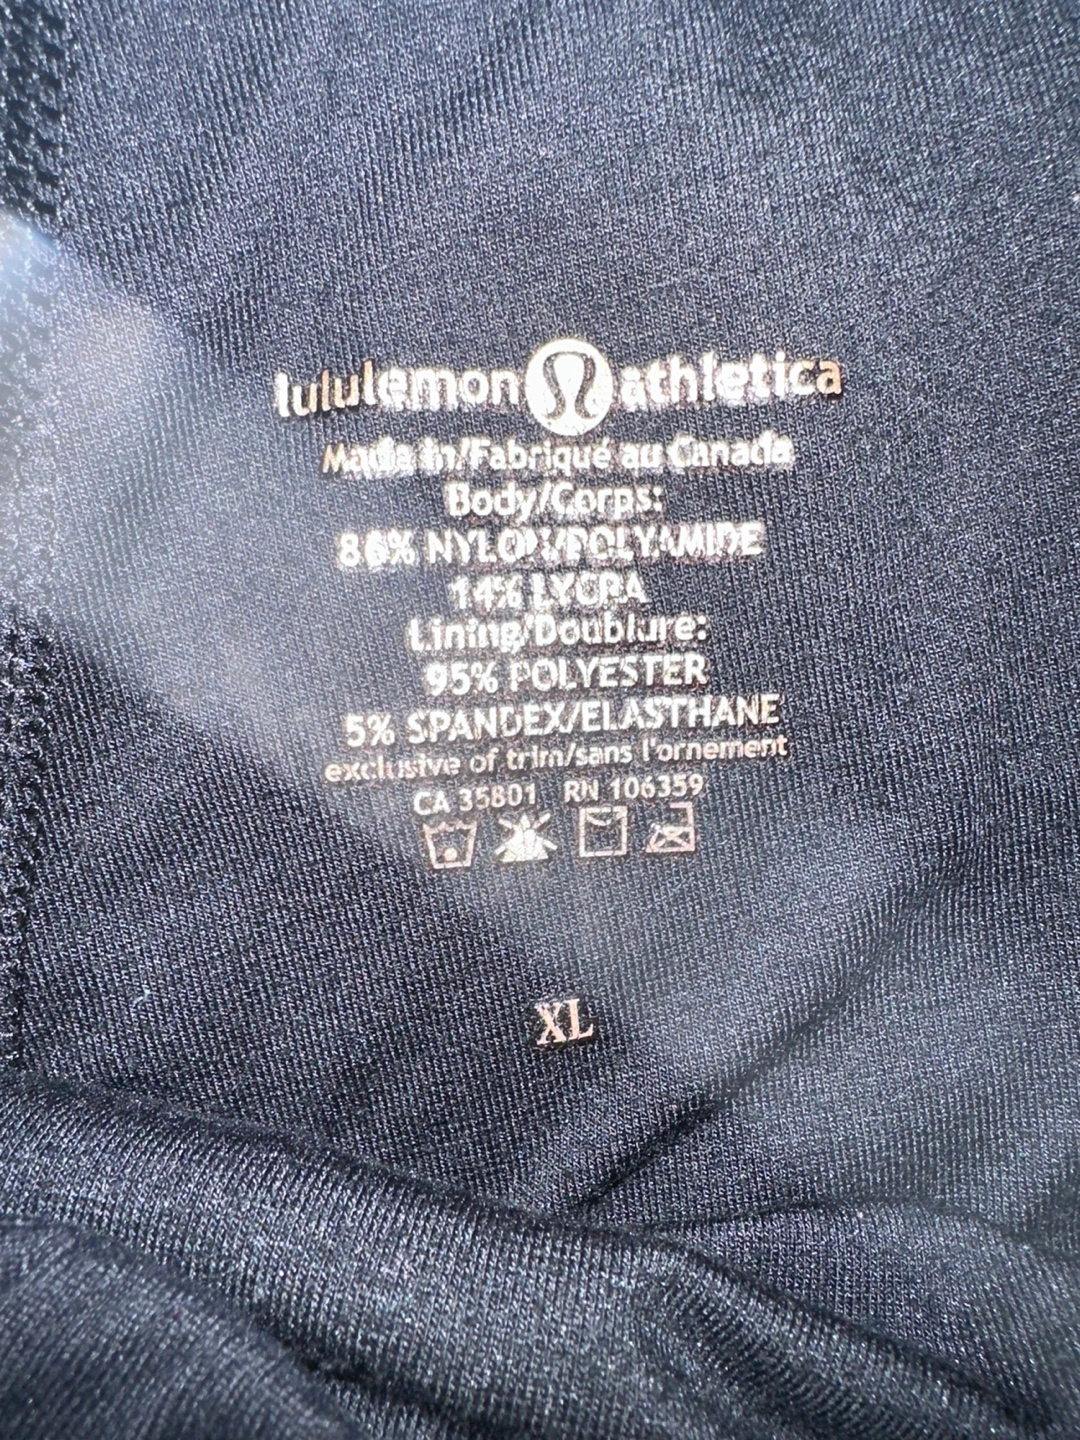 lululemon athletica
Made in/Fabriqué au Canada
Body/Corps:
86% NYLON/POLYAMIDE
14% LYCRA
Lining/Doublure:
95% POLYESTER
5% SPANDEX/ELASTHANE
exclusive of trim/sans l'ornement
CA 35801 RN 106359
XL